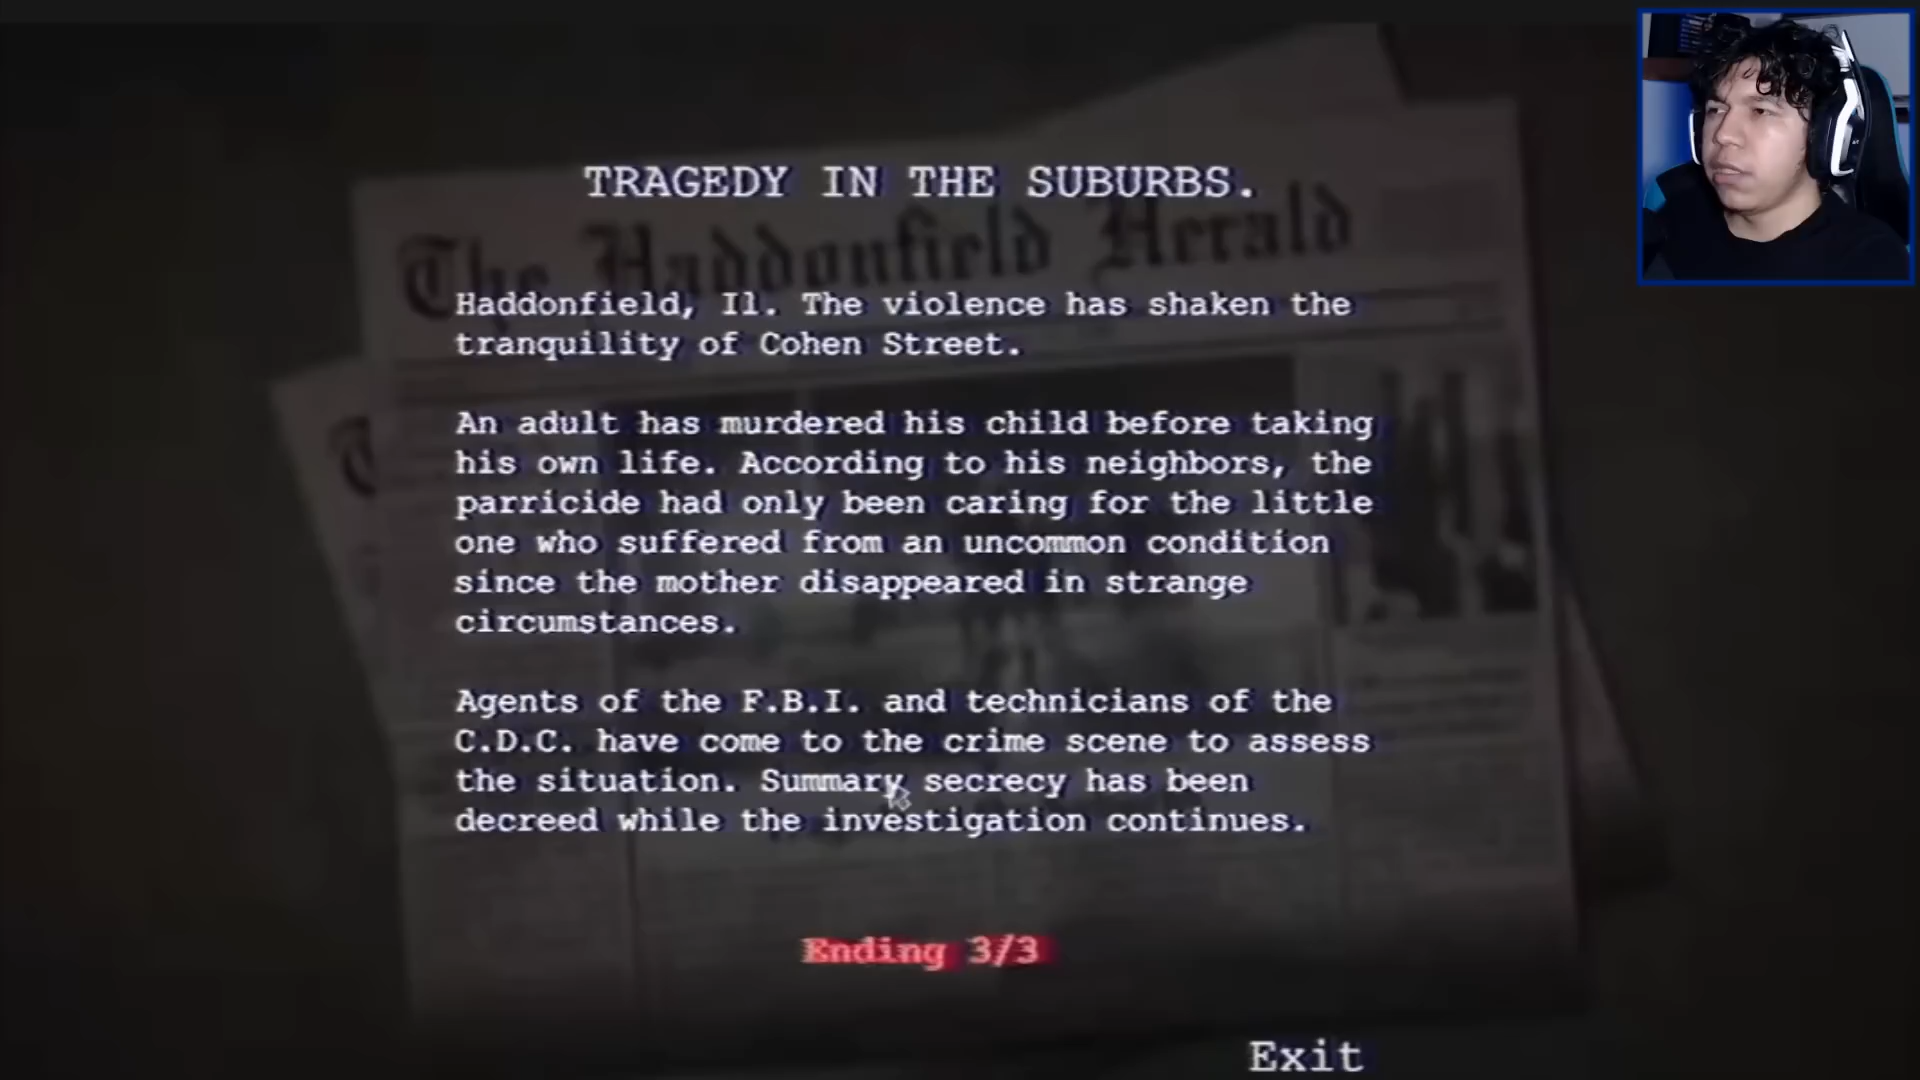 TRAGEDY IN THE SUBURBS.
The Haddonfield Herald
Haddonfield, Il. The violence has shaken the
tranquility of Cohen Street.
An adult has murdered his child before taking
his own life. According to his neighbors, the
parricide had only been caring for the little
one who suffered from an uncommon condition
since the mother disappeared in strange
circumstances.
Agents of the F.B.I. and technicians of the
C.D.C. have come to the crime scene to assess
the situation. Summary secrecy has been
decreed while the investigation continues.
Ending 3/3
Exit